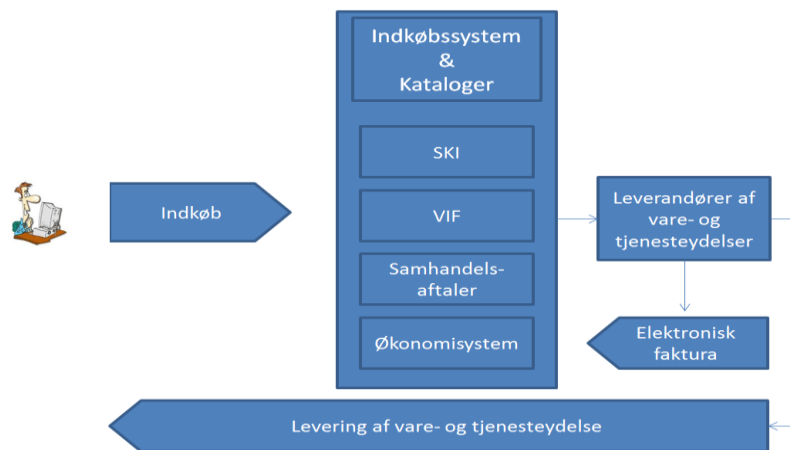 Indkøbssystem
&
Kataloger
SKI
Indkøb
VIF
Leverandører af
vare- og
tjenesteydelser
Samhandels-
aftaler
Økonomisystem
Elektronisk
faktura
Levering af vare- og tjenesteydelse